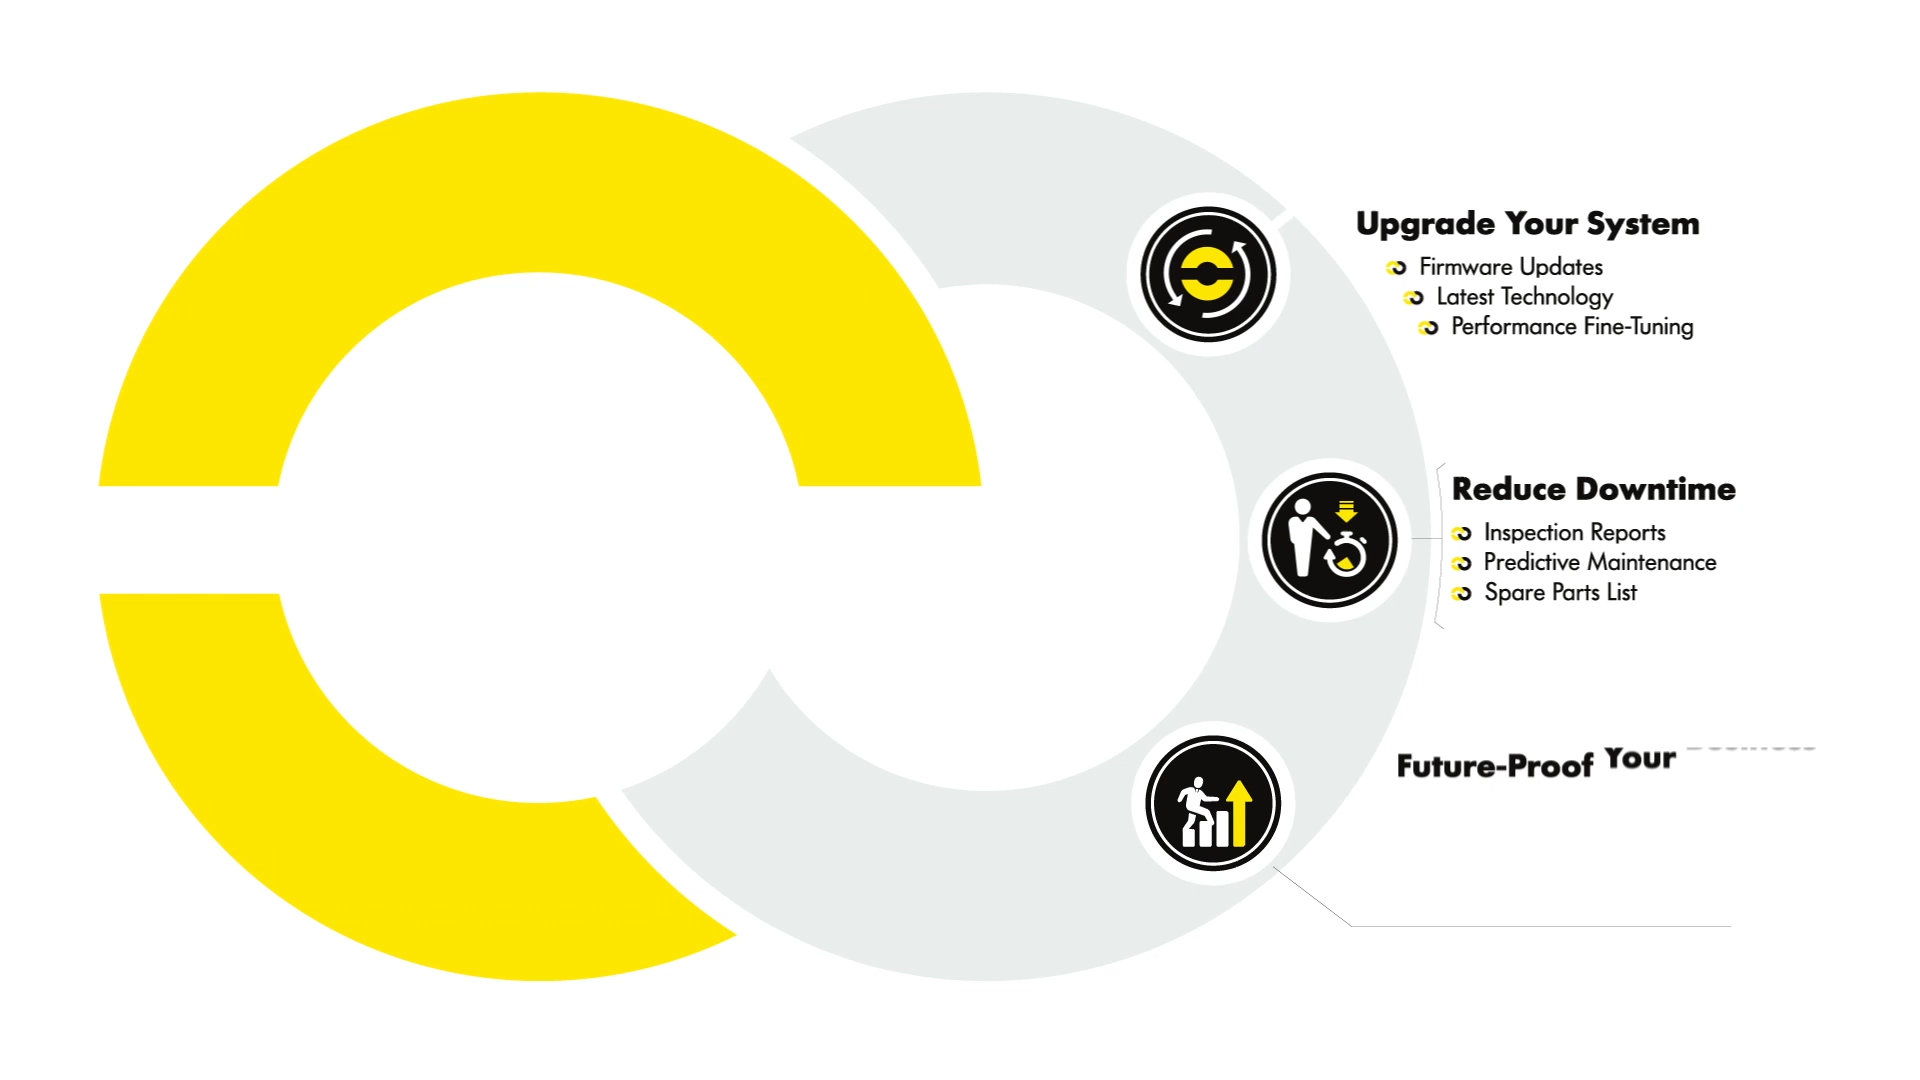 Upgrade Your System
Firmware Updates
Latest Technology
Performance Fine-Tuning
Reduce Downtime
Inspection Reports
Predictive Maintenance
Spare Parts List
Future-Proof Your